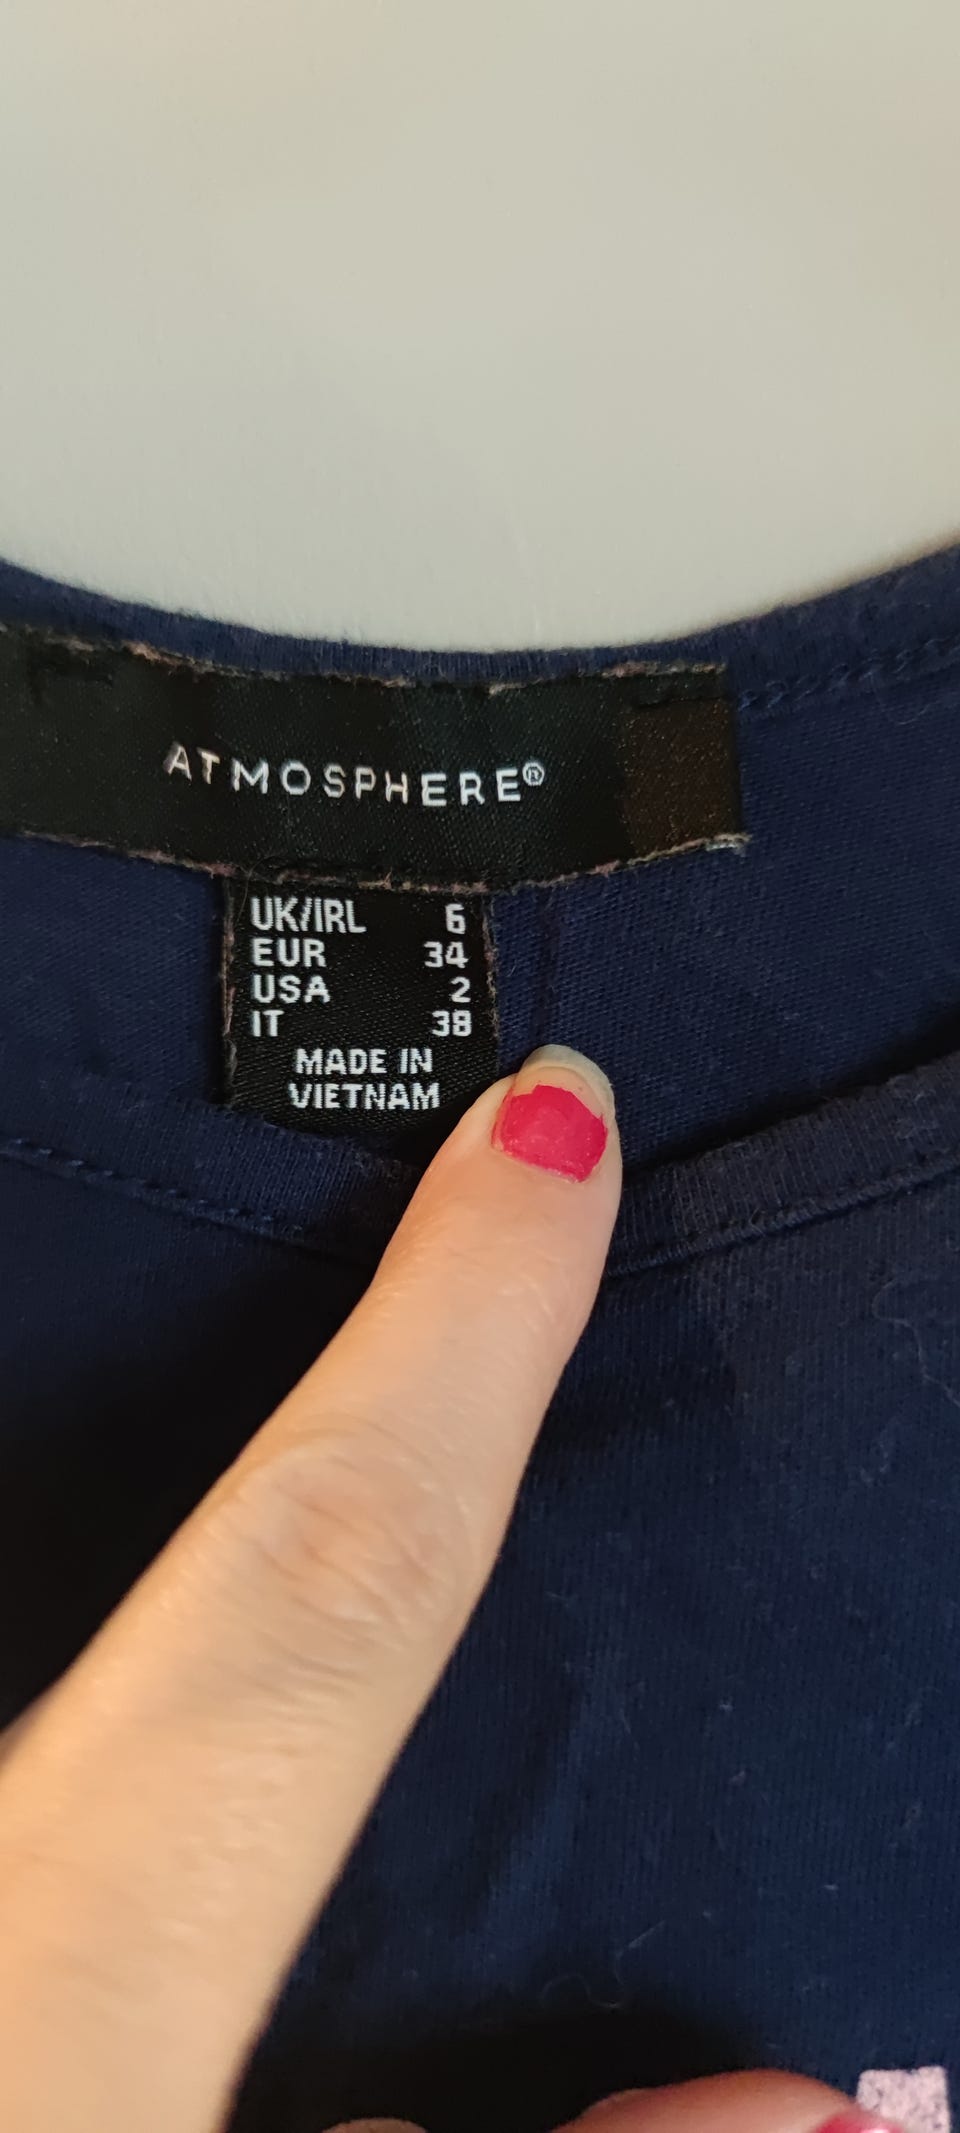 ATMOSPHERE®
UK/IRL 6
EUR 34
USA 2
IT 38
MADE IN
VIETNAM